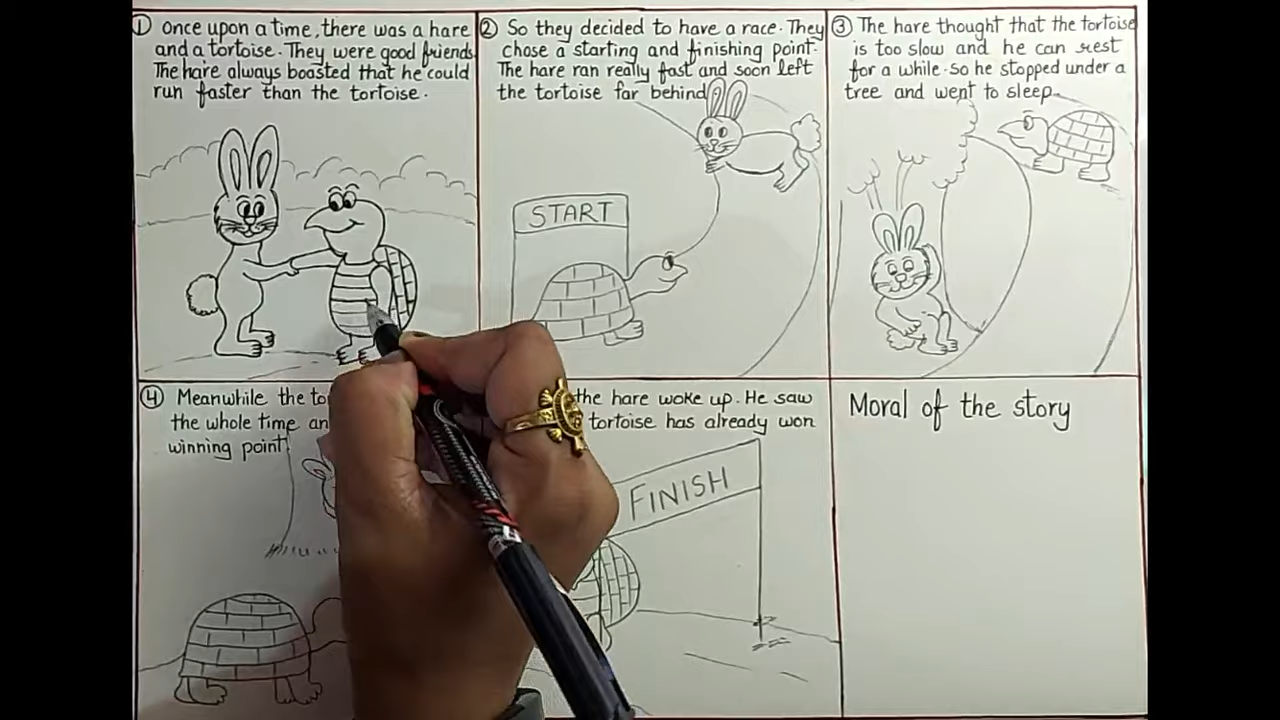 ① Once upon a time, there was a hare
and a tortoise. They were good friends.
The hare always boasted that he could
run faster than the tortoise.
② So they decided to have a race. They
chose a starting and finishing point.
The hare ran really fast and soon left
the tortoise far behind
START
③ The hare thought that the tortoise
is too slow and he can rest
for a while. So he stopped under a
tree and went to sleep.
④ Meanwhile the
the whole time
winning point.
the hare woke up. He saw
tortoise has already won
FINISH
Moral of the story